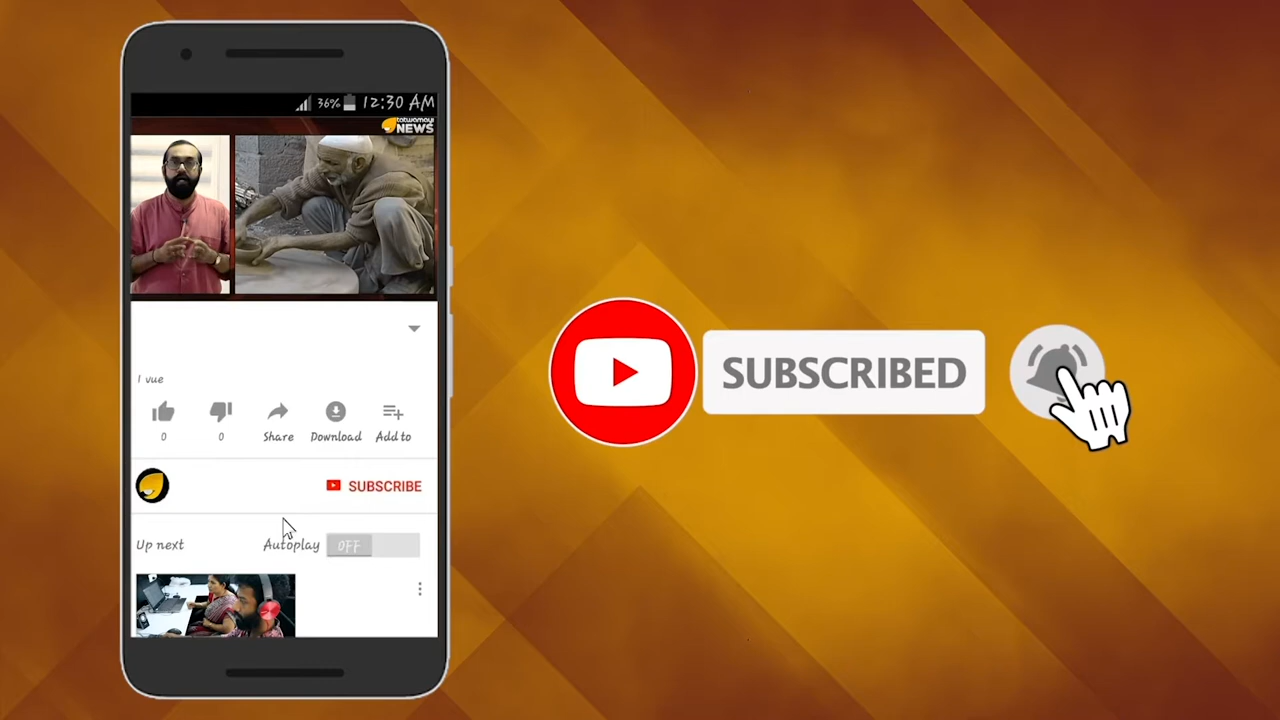 36% 12:30 AM
tatwamayi
NEWS
1 vue
0 0 Share Download Add to
SUBSCRIBE
Up next Autoplay OFF
SUBSCRIBED